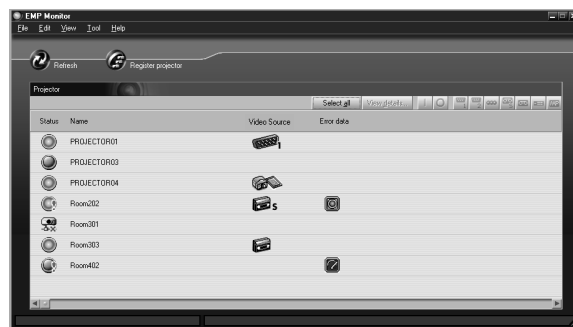 EMP Monitor
File Edit View Tool Help
Refresh Register projector
Projector
Select all View details
Status Name Video Source Error data
PROJECTOR01 1
PROJECTOR03
PROJECTOR04
Room202 S
Room301
Room303
Room402